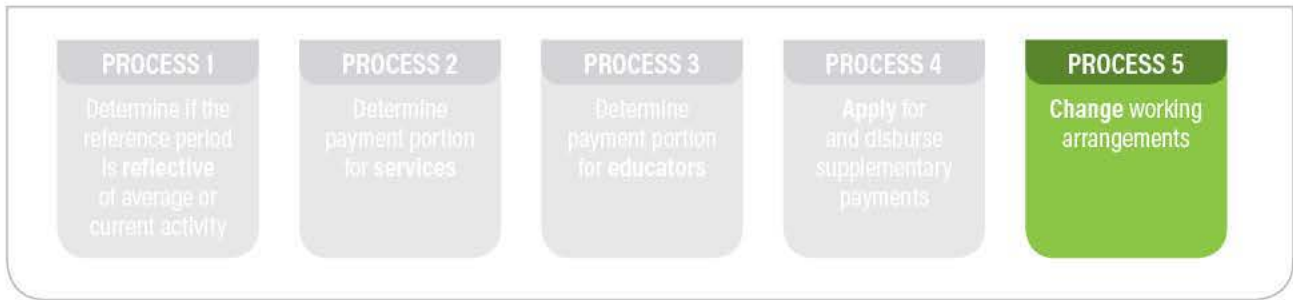 PROCESS 1
Determine if the
reference period
is reflective
of average or
current activity
PROCESS 2
Determine
payment portion
for services
PROCESS 3
Determine
payment portion
for educators
PROCESS 4
Apply for
and disburse
supplementary
payments
PROCESS 5
Change working
arrangements